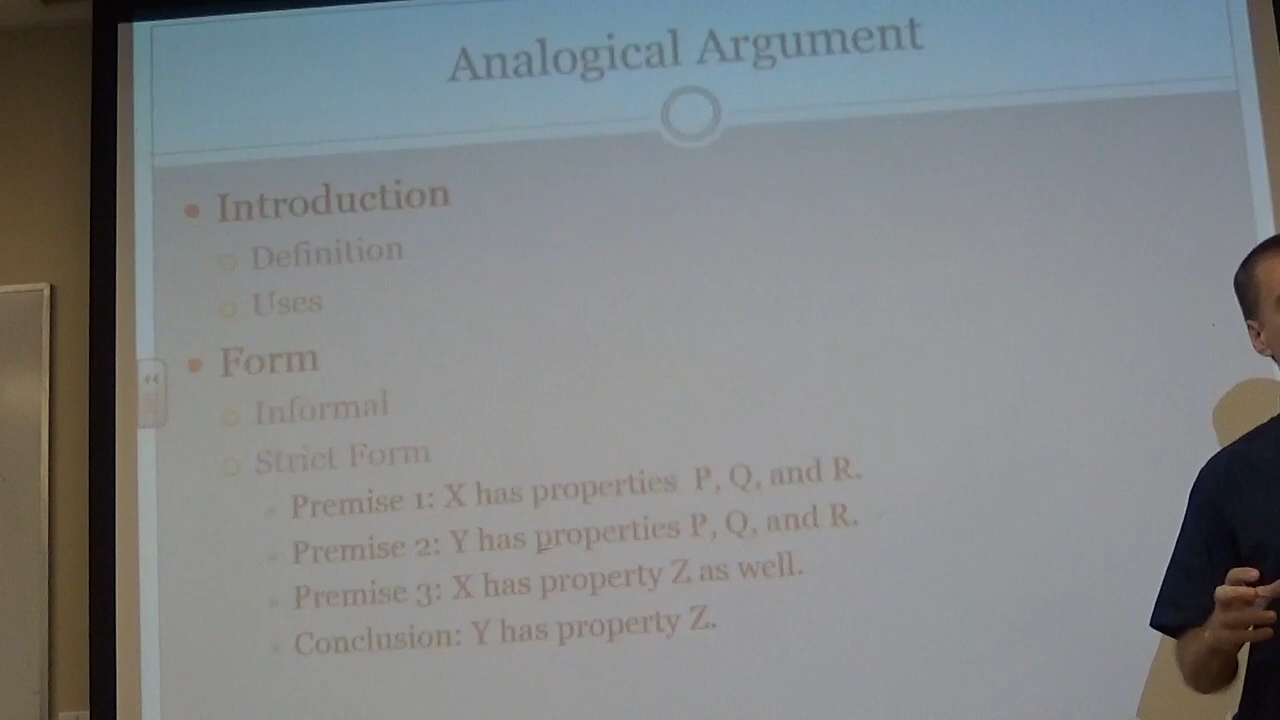 Analogical Argument
Introduction
Definition
Uses
Form
Informal
Strict Form
Premise 1: X has properties P, Q, and R.
Premise 2: Y has properties P, Q, and R.
Premise 3: X has property Z as well.
Conclusion: Y has property Z.